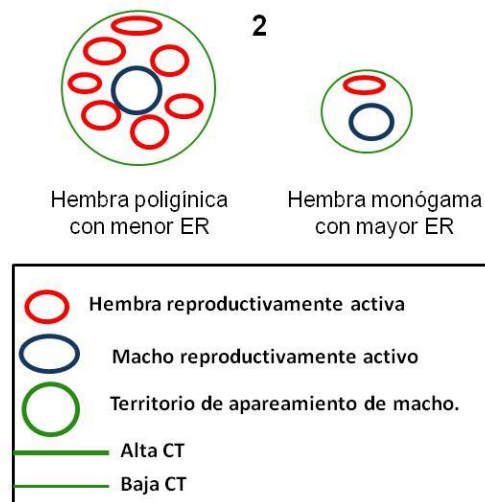 2
Hembra poligínica
con menor ER
Hembra monógama
con mayor ER
Hembra reproductivamente activa
Macho reproductivamente activo
Territorio de apareamiento de macho.
Alta CT
Baja CT